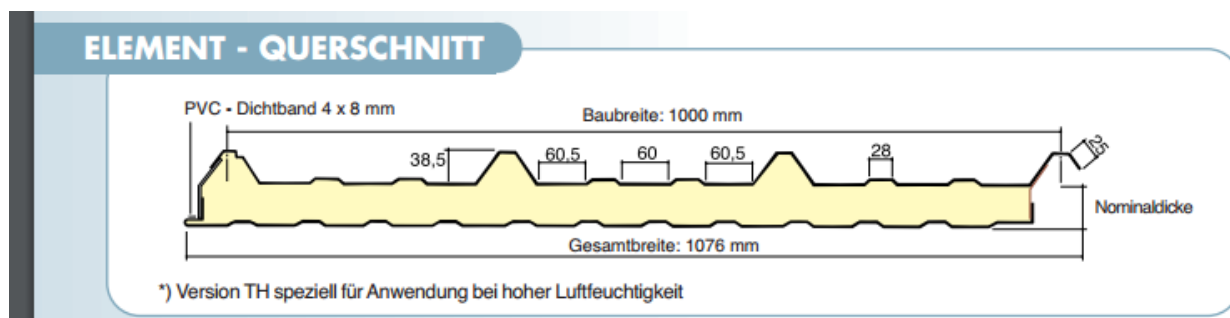 ELEMENT - QUERSCHNITT
PVC - Dichtband 4 x 8 mm
Baubreite: 1000 mm
38,5
60,5
60
60,5
28
25
Nominaldicke
Gesamtbreite: 1076 mm
*) Version TH speziell für Anwendung bei hoher Luftfeuchtigkeit